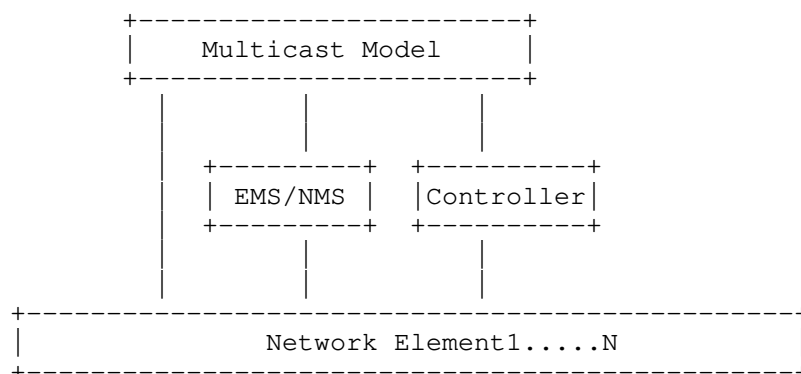 Multicast Model
EMS/NMS Controller
Network Element1.....N